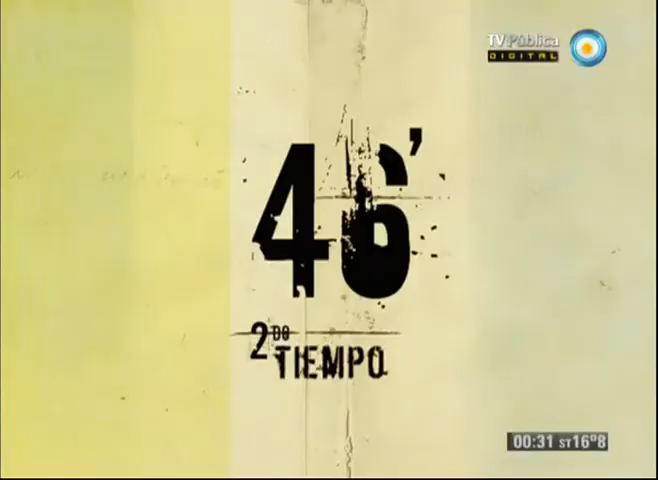 TV Pública
DIGITAL
46'
2DO
TIEMPO
00:31 ST16º8